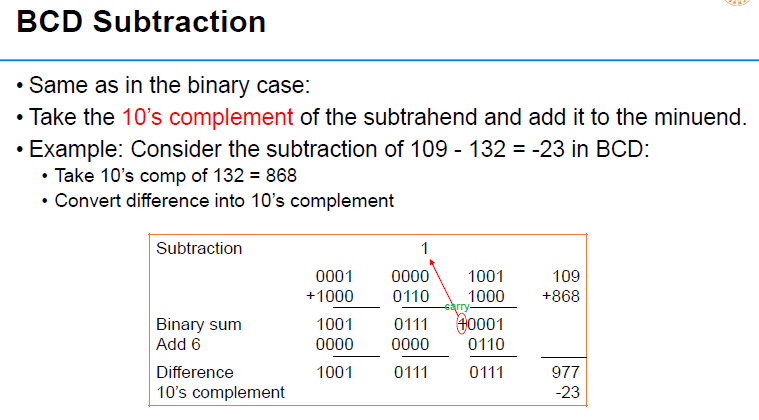 BCD Subtraction
• Same as in the binary case:
• Take the 10's complement of the subtrahend and add it to the minuend.
• Example: Consider the subtraction of 109 - 132 = -23 in BCD:
• Take 10's comp of 132 = 868
• Convert difference into 10's complement
Subtraction 1
0001 0000 1001 109
+1000 0110 1000 +868
carry
Binary sum 1001 0111 10001
Add 6 0000 0000 0110
Difference 1001 0111 0111 977
10's complement -23